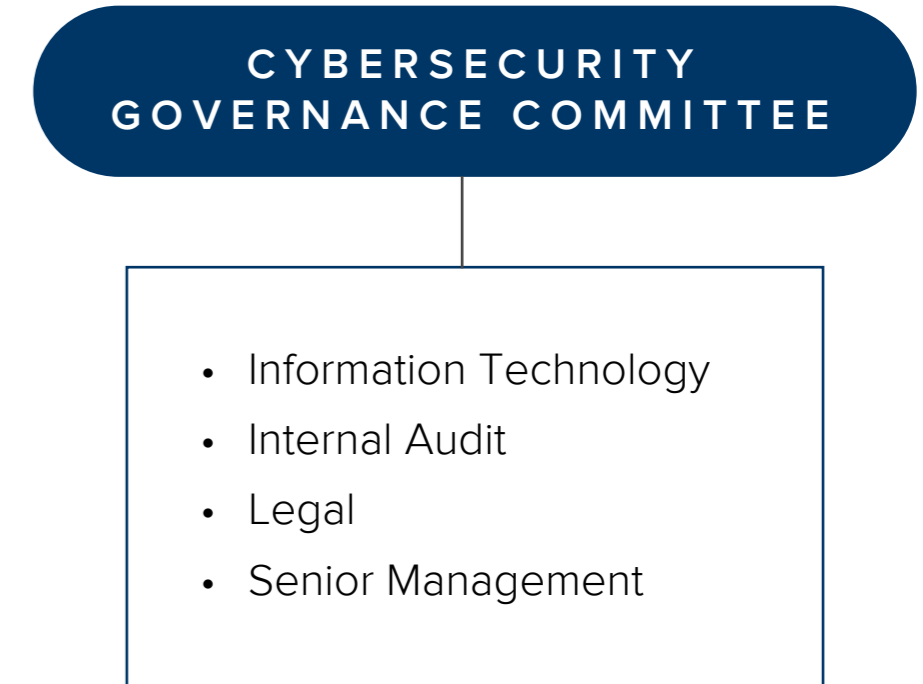 CYBERSECURITY
GOVERNANCE COMMITTEE
• Information Technology
• Internal Audit
• Legal
• Senior Management